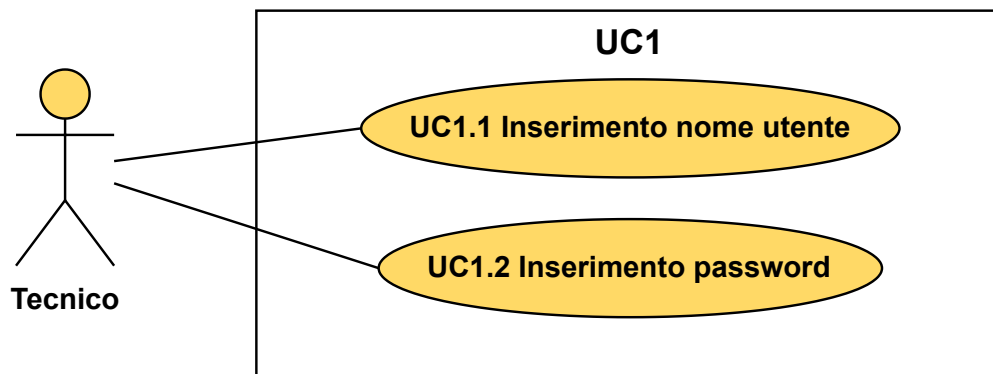 UC1
UC1.1 Inserimento nome utente
UC1.2 Inserimento password
Tecnico